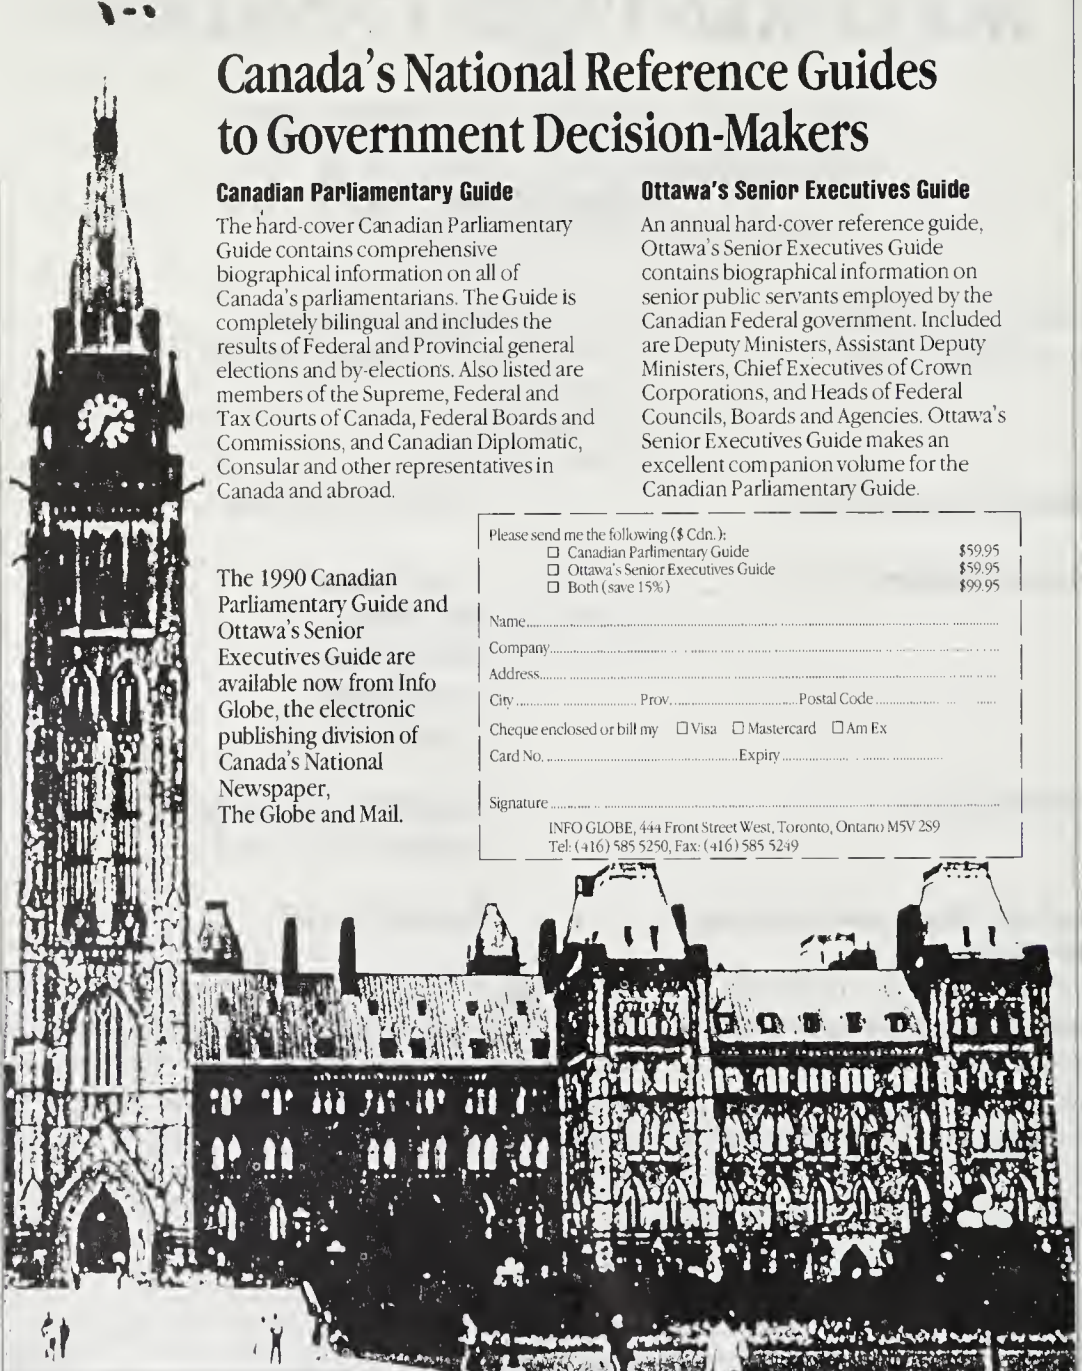 Canada's National Reference Guides
to Government Decision-Makers
Canadian Parliamentary Guide
The hard-cover Canadian Parliamentary
Guide contains comprehensive
biographical information on all of
Canada's parliamentarians. The Guide is
completely bilingual and includes the
results of Federal and Provincial general
elections and by-elections. Also listed are
members of the Supreme, Federal and
Tax Courts of Canada, Federal Boards and
Commissions, and Canadian Diplomatic,
Consular and other representatives in
Canada and abroad.
Ottawa's Senior Executives Guide
An annual hard-cover reference guide,
Ottawa's Senior Executives Guide
contains biographical information on
senior public servants employed by the
Canadian Federal government. Included
are Deputy Ministers, Assistant Deputy
Ministers, Chief Executives of Crown
Corporations, and Heads of Federal
Councils, Boards and Agencies. Ottawa's
Senior Executives Guide makes an
excellent companion volume for the
Canadian Parliamentary Guide.
The 1990 Canadian
Parliamentary Guide and
Ottawa's Senior
Executives Guide are
available now from Info
Globe, the electronic
publishing division of
Canada's National
Newspaper,
The Globe and Mail.
Please send me the following ($ Cdn.):
☐ Canadian Parlimentary Guide $59.95
☐ Ottawa's Senior Executives Guide $59.95
☐ Both (save 15%) $99.95
Name
Company
Address
City Prov. Postal Code
Cheque enclosed or bill my ☐ Visa ☐ Mastercard ☐ Am Ex
Card No. Expiry
Signature
INFO GLOBE, 444 Front Street West, Toronto, Ontario M5V 2S9
Tel: (416) 585 5250, Fax: (416) 585 5249